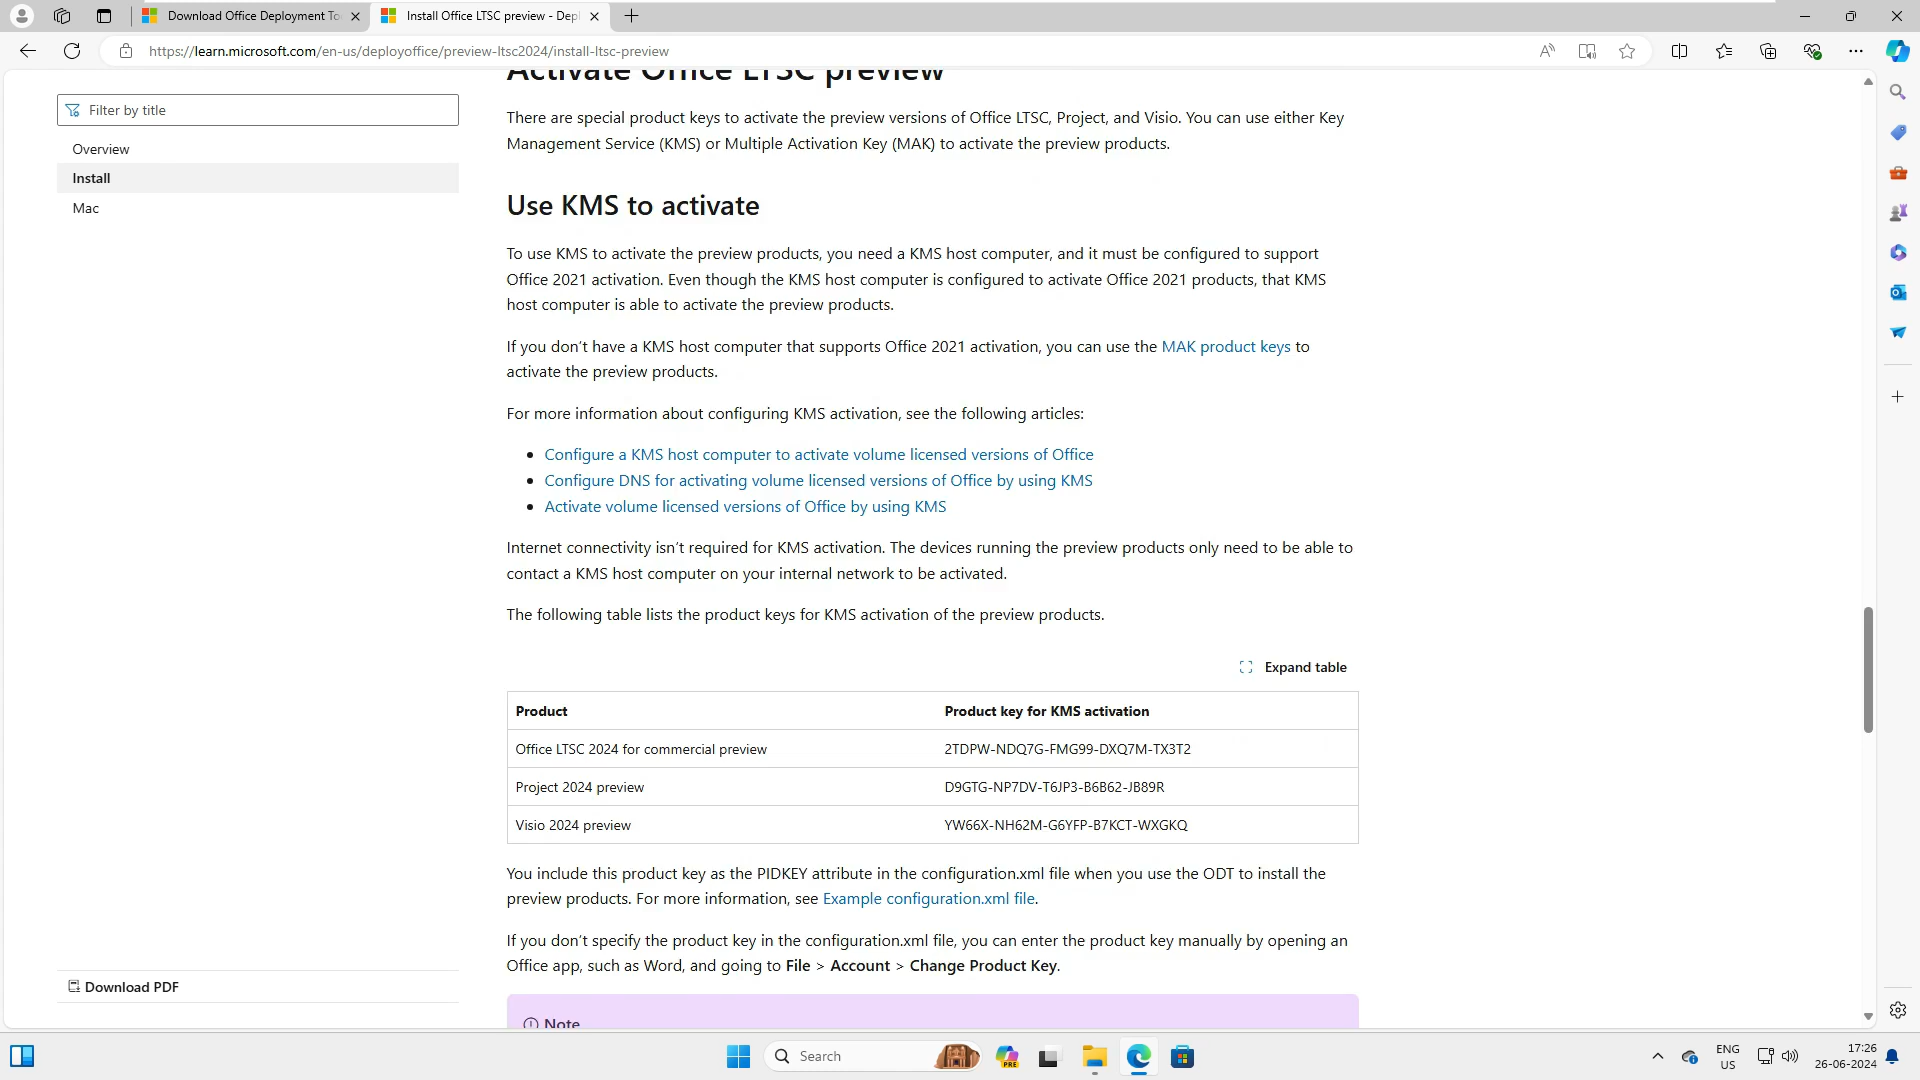 Download Office Deployment To
Install Office LTSC preview - Depl
https://learn.microsoft.com/en-us/deployoffice/preview-ltsc2024/install-ltsc-preview
Filter by title
Overview
Install
Mac
Download PDF
Activate Office LTSC preview
There are special product keys to activate the preview versions of Office LTSC, Project, and Visio. You can use either Key
Management Service (KMS) or Multiple Activation Key (MAK) to activate the preview products.
Use KMS to activate
To use KMS to activate the preview products, you need a KMS host computer, and it must be configured to support
Office 2021 activation. Even though the KMS host computer is configured to activate Office 2021 products, that KMS
host computer is able to activate the preview products.
If you don't have a KMS host computer that supports Office 2021 activation, you can use the MAK product keys to
activate the preview products.
For more information about configuring KMS activation, see the following articles:
Configure a KMS host computer to activate volume licensed versions of Office
Configure DNS for activating volume licensed versions of Office by using KMS
Activate volume licensed versions of Office by using KMS
Internet connectivity isn't required for KMS activation. The devices running the preview products only need to be able to
contact a KMS host computer on your internal network to be activated.
The following table lists the product keys for KMS activation of the preview products.
Expand table
Product Product key for KMS activation
Office LTSC 2024 for commercial preview 2TDPW-NDQ7G-FMG99-DXQ7M-TX3T2
Project 2024 preview D9GTG-NP7DV-T6JP3-B6B62-JB89R
Visio 2024 preview YW66X-NH62M-G6YFP-B7KCT-WXGKQ
You include this product key as the PIDKEY attribute in the configuration.xml file when you use the ODT to install the
preview products. For more information, see Example configuration.xml file.
If you don't specify the product key in the configuration.xml file, you can enter the product key manually by opening an
Office app, such as Word, and going to File > Account > Change Product Key.
Note
Search
PRE
ENG
US
17:26
26-06-2024